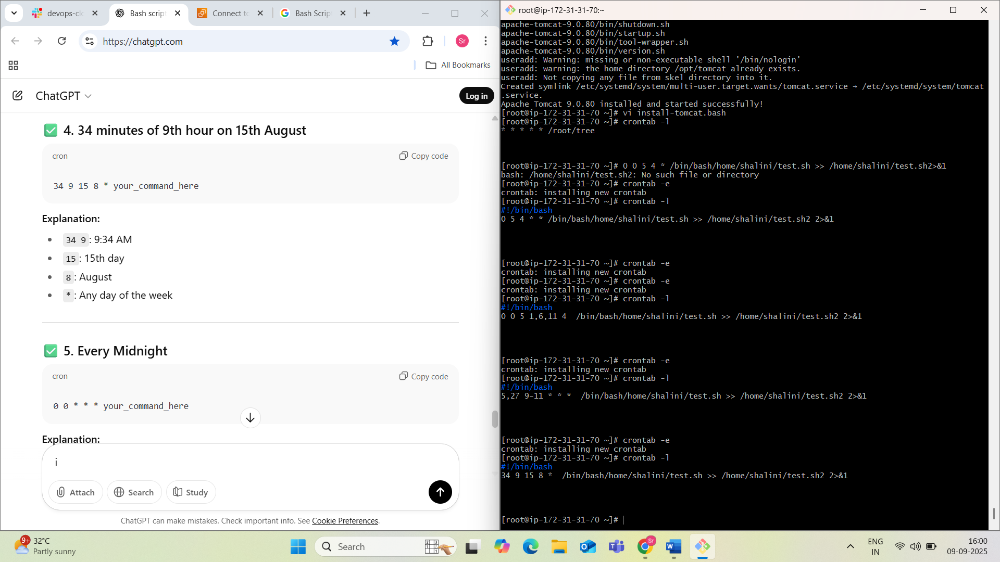 devops-clo
Bash script
Connect to
Bash Scrip
https://chatgpt.com
Sr
All Bookmarks
ChatGPT
Log in
4. 34 minutes of 9th hour on 15th August
cron
Copy code
34 9 15 8 * your_command_here
Explanation:
34 9: 9:34 AM
15: 15th day
8: August
*: Any day of the week
5. Every Midnight
cron
Copy code
0 0 * * * your_command_here
Explanation:
i
Attach
Search
Study
ChatGPT can make mistakes. Check important info. See Cookie Preferences.
root@ip-172-31-31-70:~
apache-tomcat-9.0.80/bin/shutdown.sh
apache-tomcat-9.0.80/bin/startup.sh
apache-tomcat-9.0.80/bin/tool-wrapper.sh
apache-tomcat-9.0.80/bin/version.sh
useradd: Warning: missing or non-executable shell '/bin/nologin'
useradd: warning: the home directory /opt/tomcat already exists.
useradd: Not copying any file from skel directory into it.
Created symlink /etc/systemd/system/multi-user.target.wants/tomcat.service → /etc/systemd/system/tomcat
.service.
Apache Tomcat 9.0.80 installed and started successfully!
[root@ip-172-31-31-70 ~]# vi install-tomcat.bash
[root@ip-172-31-31-70 ~]# crontab -l
* * * * * /root/tree
[root@ip-172-31-31-70 ~]# 0 0 5 4 * /bin/bash/home/shalini/test.sh >> /home/shalini/test.sh2>&1
bash: /home/shalini/test.sh2: No such file or directory
[root@ip-172-31-31-70 ~]# crontab -e
crontab: installing new crontab
[root@ip-172-31-31-70 ~]# crontab -l
#!/bin/bash
0 5 4 * * /bin/bash/home/shalini/test.sh >> /home/shalini/test.sh2 2>&1
[root@ip-172-31-31-70 ~]# crontab -e
crontab: installing new crontab
[root@ip-172-31-31-70 ~]# crontab -e
crontab: installing new crontab
[root@ip-172-31-31-70 ~]# crontab -l
#!/bin/bash
0 0 5 1,6,11 4  /bin/bash/home/shalini/test.sh >> /home/shalini/test.sh2 2>&1
[root@ip-172-31-31-70 ~]# crontab -e
crontab: installing new crontab
[root@ip-172-31-31-70 ~]# crontab -l
#!/bin/bash
5,27 9-11 * * *  /bin/bash/home/shalini/test.sh >> /home/shalini/test.sh2 2>&1
[root@ip-172-31-31-70 ~]# crontab -e
crontab: installing new crontab
[root@ip-172-31-31-70 ~]# crontab -l
#!/bin/bash
34 9 15 8 *  /bin/bash/home/shalini/test.sh >> /home/shalini/test.sh2 2>&1
[root@ip-172-31-31-70 ~]#
9+
32°C
Partly sunny
Search
Sr
ENG
IN
16:00
09-09-2025